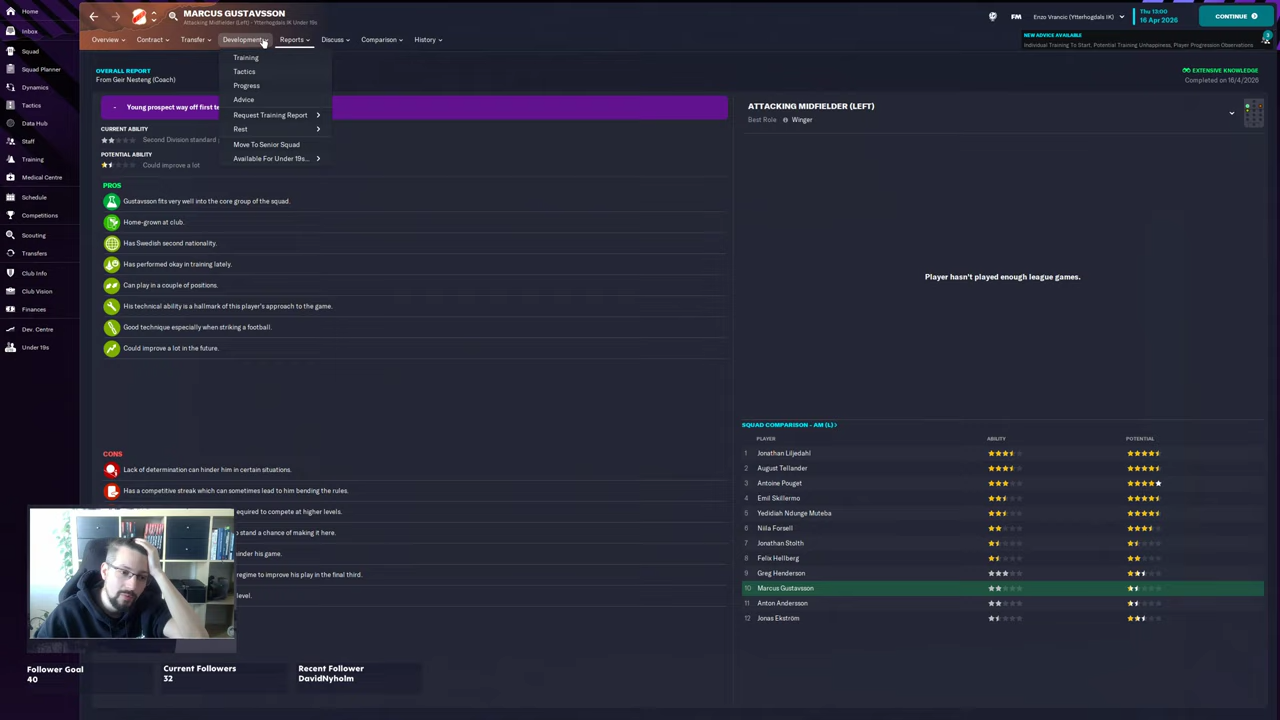 MARCUS GUSTAVSSON
Attacking Midfielder (Left) - Ytterhogdals IK Under 19s
FM
Enzo Vrancic (Ytterhogdals IK)
Thu 13:00
16 Apr 2026
CONTINUE
Overview
Contract
Transfer
Development
Reports
Discuss
Comparison
History
NEW ADVICE AVAILABLE
Individual Training To Start, Potential Training Unhappiness, Player Progression Observations
3
Home
Inbox
Squad
Squad Planner
Dynamics
Tactics
Data Hub
Staff
Training
Medical Centre
Schedule
Competitions
Scouting
Transfers
Club Info
Club Vision
Finances
Dev. Centre
Under 19s
Training
Tactics
Progress
Advice
Request Training Report
Rest
Move To Senior Squad
Available For Under 19s...
OVERALL REPORT
From Geir Nesteng (Coach)
EXTENSIVE KNOWLEDGE
Completed on 16/4/2026
- Young prospect way off first te
CURRENT ABILITY
Second Division standard
POTENTIAL ABILITY
Could improve a lot
PROS
Gustavsson fits very well into the core group of the squad.
Home-grown at club.
Has Swedish second nationality.
Has performed okay in training lately.
Can play in a couple of positions.
His technical ability is a hallmark of this player's approach to the game.
Good technique especially when striking a football.
Could improve a lot in the future.
CONS
Lack of determination can hinder him in certain situations.
Has a competitive streak which can sometimes lead to him bending the rules.
equired to compete at higher levels.
o stand a chance of making it here.
inder his game.
regime to improve his play in the final third.
level.
ATTACKING MIDFIELDER (LEFT)
Best Role
Winger
Player hasn't played enough league games.
SQUAD COMPARISON - AM (L)
PLAYER ABILITY POTENTIAL
1 Jonathan Liljedahl
2 August Tellander
3 Antoine Pouget
4 Emil Skillermo
5 Yedidiah Ndunge Muteba
6 Niila Forsell
7 Jonathan Stolth
8 Felix Hellberg
9 Greg Henderson
10 Marcus Gustavsson
11 Anton Andersson
12 Jonas Ekström
Follower Goal
40
Current Followers
32
Recent Follower
DavidNyholm